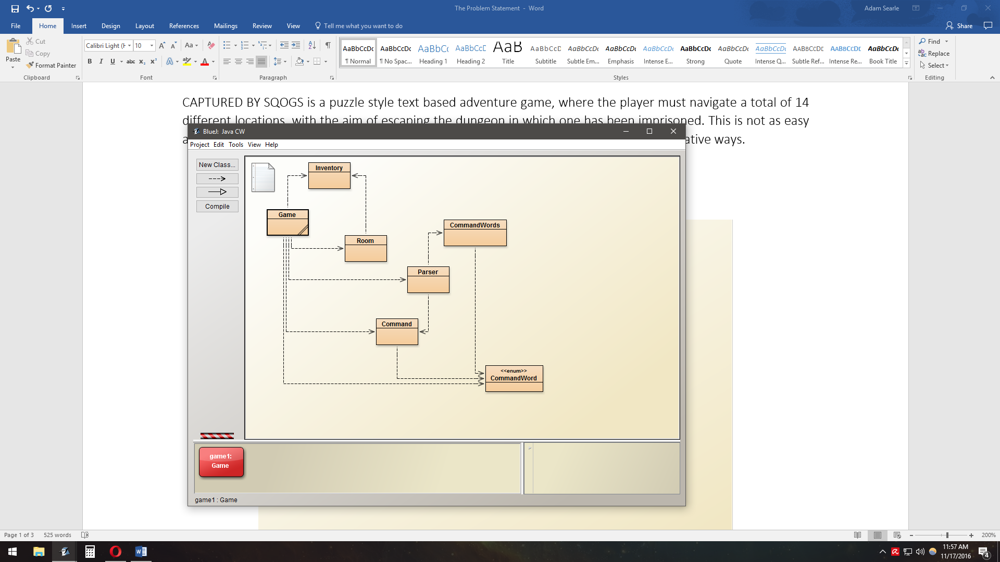 The Problem Statement - Word
Adam Searle
File Home Insert Design Layout References Mailings Review View Tell me what you want to do Share
Paste
Cut
Copy
Format Painter
Clipboard
Calibri Light (H 10
B I U abc x₂ x²
Font
Paragraph
AaBbCcDc ¶ Normal
AaBbCcDc ¶ No Spac...
AaBbCc Heading 1
AaBbCcD Heading 2
AaB Title
AaBbCcD Subtitle
AaBbCcDc Subtle Em...
AaBbCcDc Emphasis
AaBbCcDc Intense E...
AaBbCcDc Strong
AaBbCcDc Quote
AaBbCcDc Intense Q...
AABBCCDE Subtle Ref...
AABBCCDE Intense Re...
AaBbCcDc Book Title
Styles
Find
Replace
Select
Editing
CAPTURED BY SQOGS is a puzzle style text based adventure game, where the player must navigate a total of 14
different locations, with the aim of escaping the dungeon in which one has been imprisoned. This is not as easy
ative ways.
BlueJ: Java CW
Project Edit Tools View Help
New Class...
Compile
Inventory
Game
Room
CommandWords
Parser
Command
<<enum>>
CommandWord
game1:
Game
game1 : Game
Page 1 of 3 525 words
200%
11:57 AM
11/17/2016
4